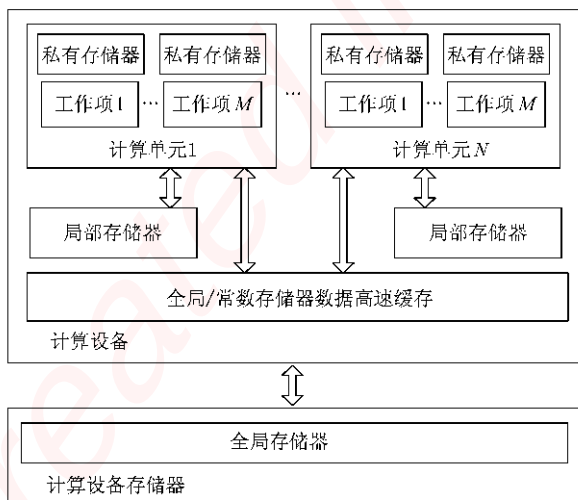 私有存储器 私有存储器 私有存储器 私有存储器
工作项1 … 工作项M … 工作项1 … 工作项M
计算单元1 计算单元N
局部存储器 局部存储器
全局/常数存储器数据高速缓存
计算设备
全局存储器
计算设备存储器